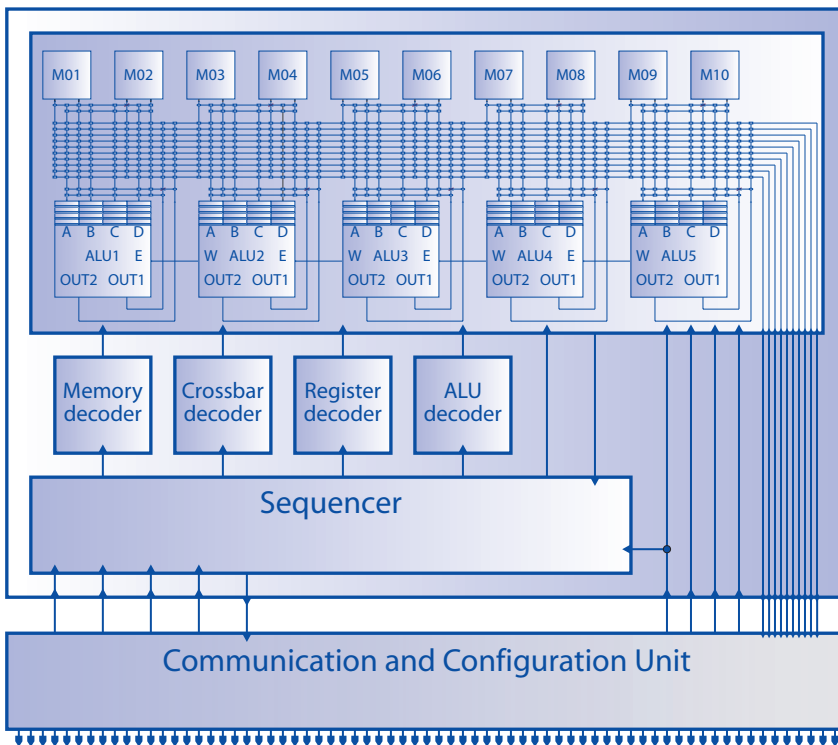 M01 M02 M03 M04 M05 M06 M07 M08 M09 M10
A B C D A B C D A B C D A B C D A B C D
ALU1 E W ALU2 E W ALU3 E W ALU4 E W ALU5
OUT2 OUT1 OUT2 OUT1 OUT2 OUT1 OUT2 OUT1 OUT2 OUT1
Memory
decoder
Crossbar
decoder
Register
decoder
ALU
decoder
Sequencer
Communication and Configuration Unit